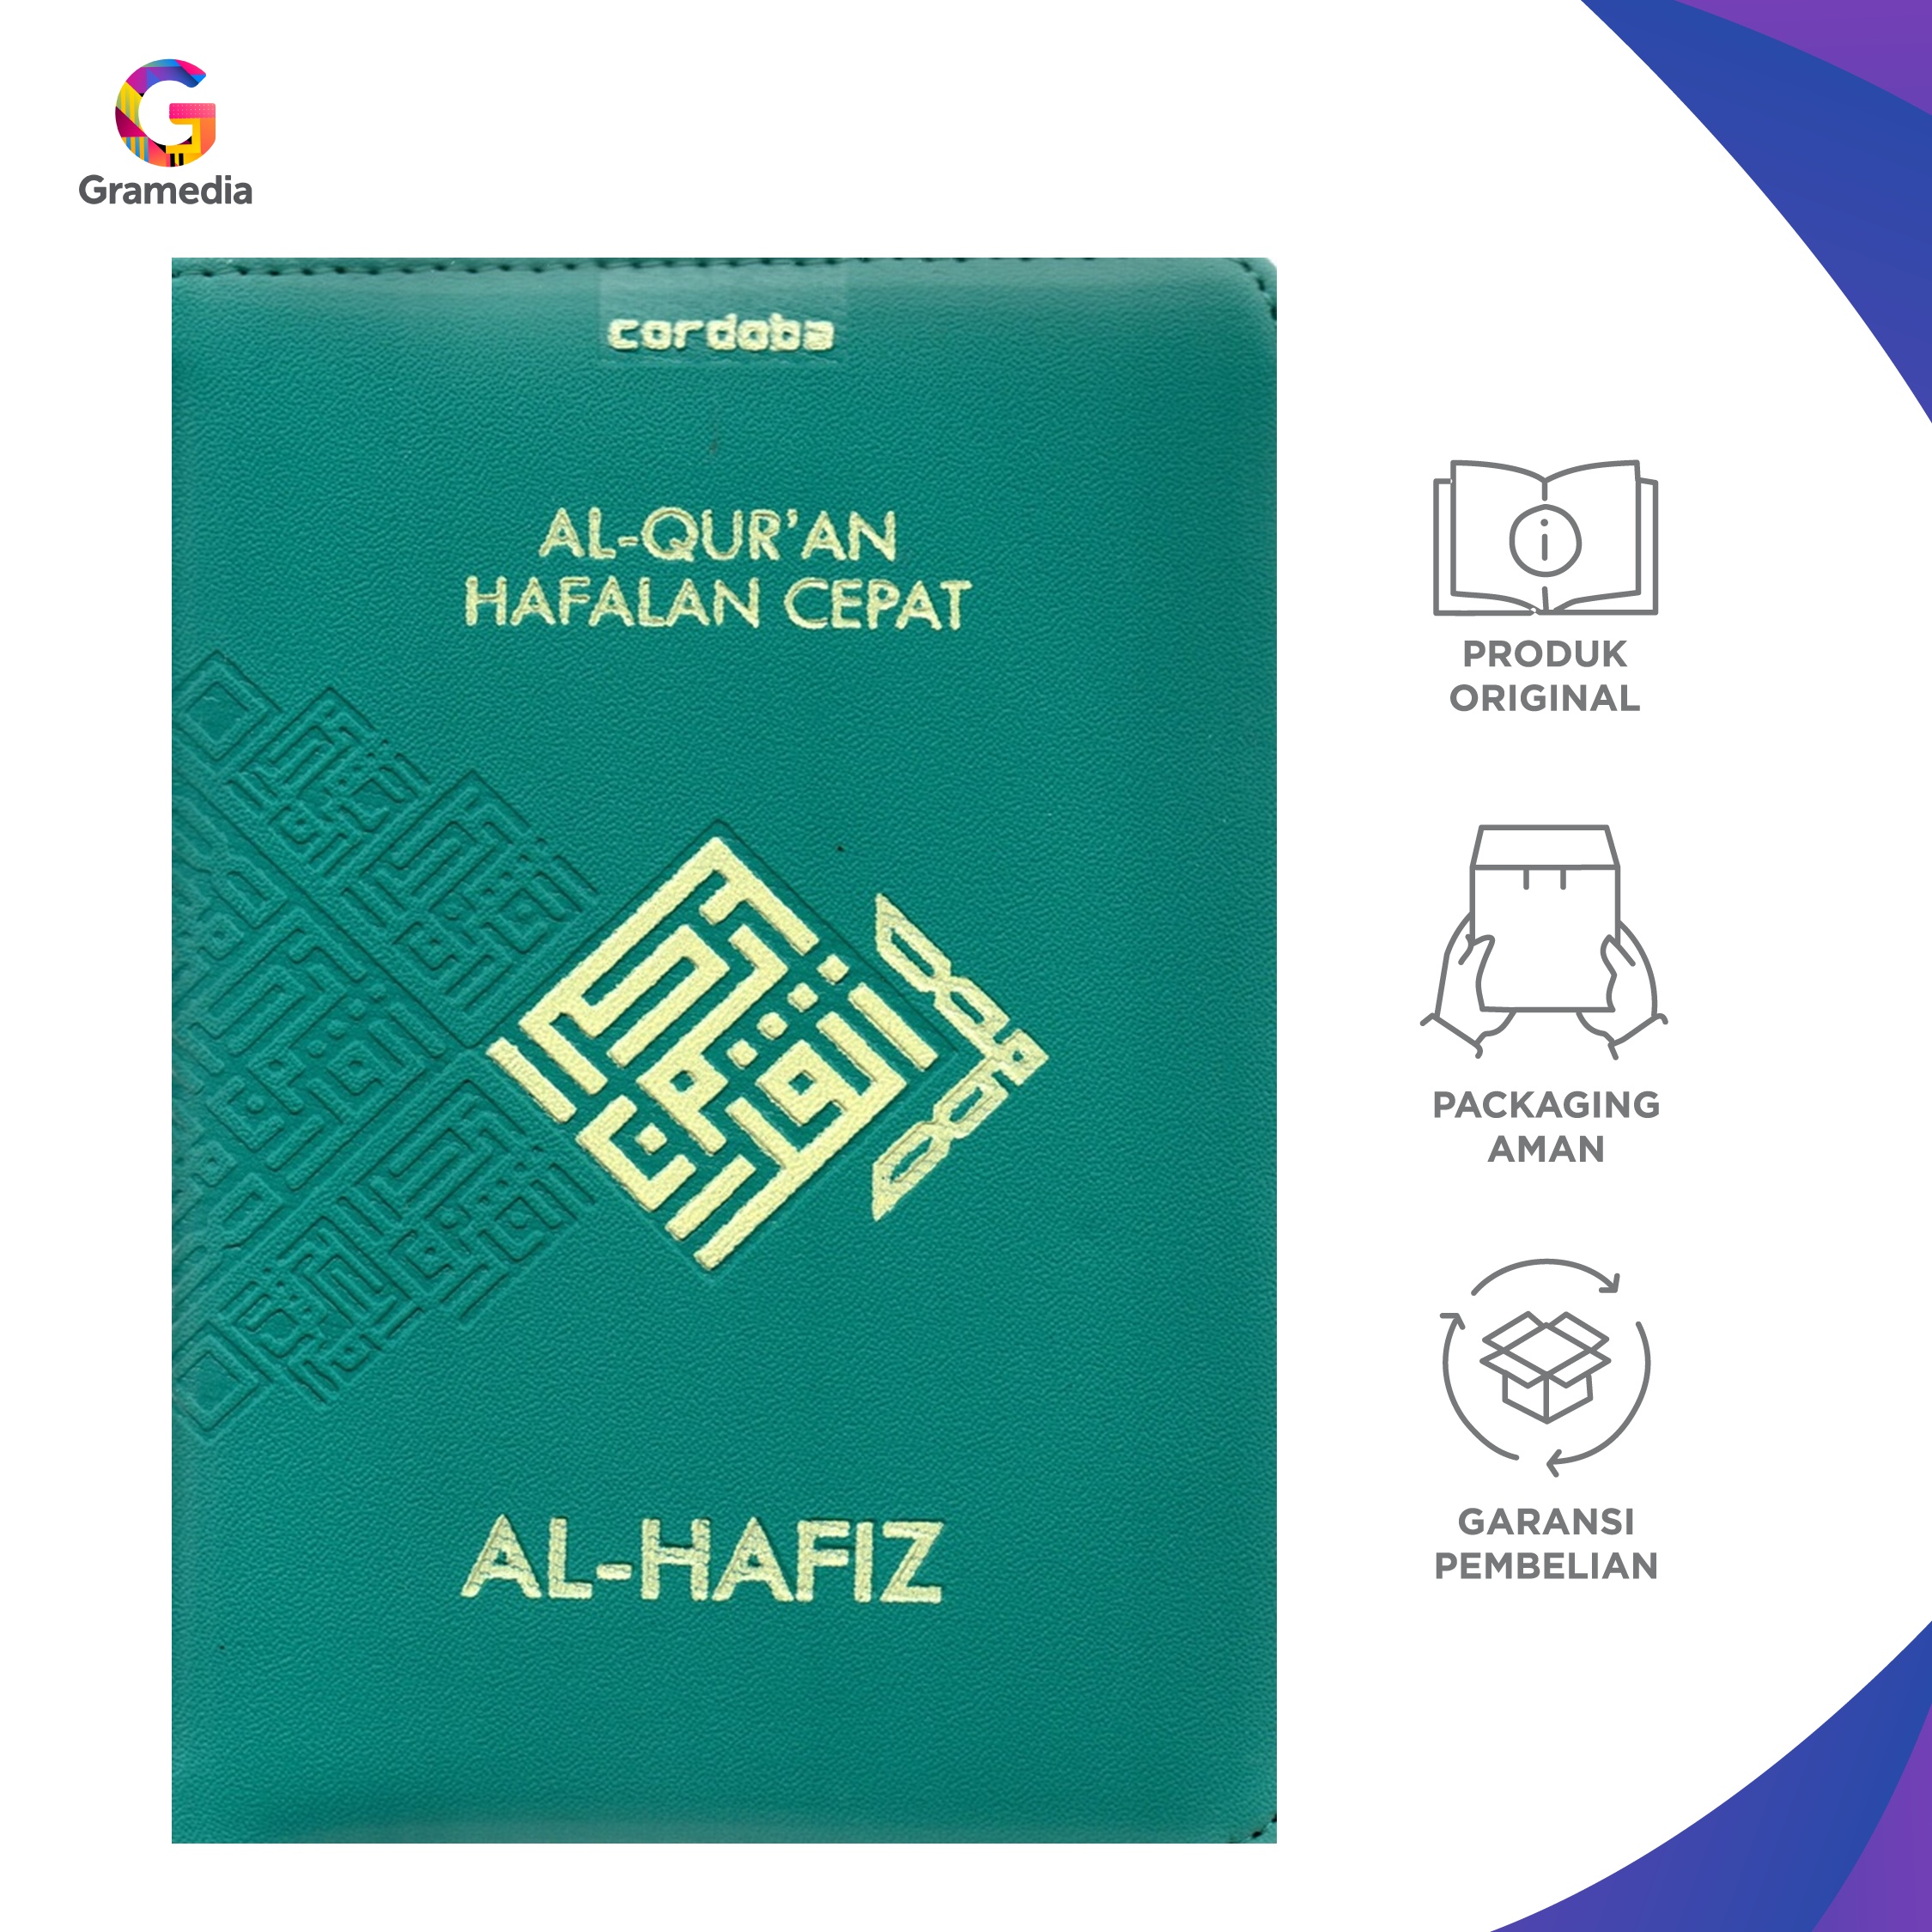 Gramedia
cordoba
AL-QUR'AN
HAFALAN CEPAT
AL-HAFIZ
PRODUK
ORIGINAL
PACKAGING
AMAN
GARANSI
PEMBELIAN